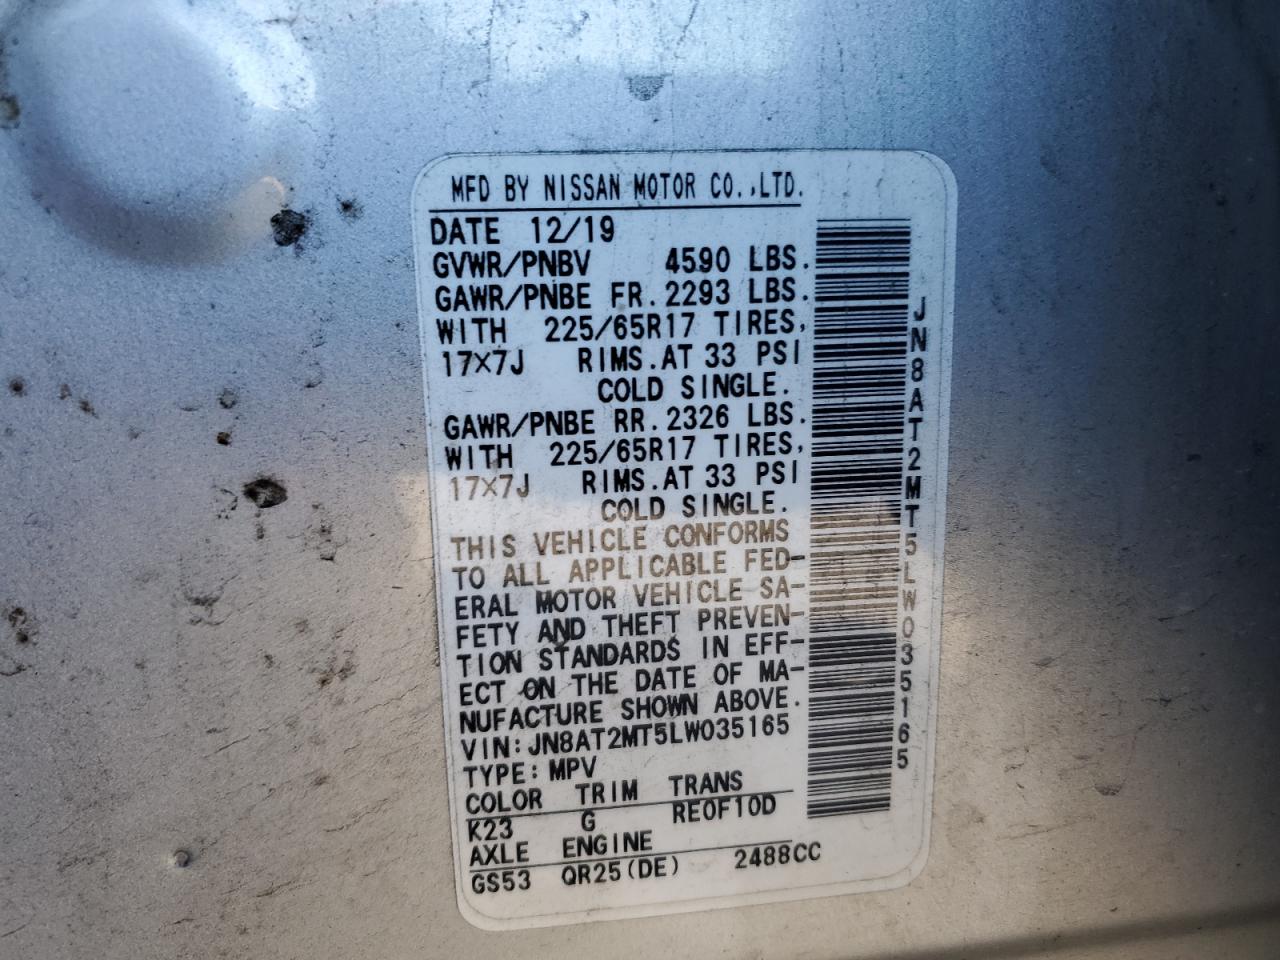 MFD BY NISSAN MOTOR CO.,LTD.
DATE 12/19
GVWR/PNBV 4590 LBS.
GAWR/PNBE FR.2293 LBS.
WITH 225/65R17 TIRES,
17X7J RIMS.AT 33 PSI
COLD SINGLE.
GAWR/PNBE RR.2326 LBS.
WITH 225/65R17 TIRES,
17X7J RIMS.AT 33 PSI
COLD SINGLE.
THIS VEHICLE CONFORMS
TO ALL APPLICABLE FED-
ERAL MOTOR VEHICLE SA-
FETY AND THEFT PREVEN-
TION STANDARDS IN EFF-
ECT ON THE DATE OF MA-
NUFACTURE SHOWN ABOVE.
VIN:JN8AT2MT5LW035165
TYPE:MPV
COLOR TRIM TRANS
K23 G RE0F10D
AXLE ENGINE
GS53 QR25(DE) 2488CC
JN8AT2MT5LW035165